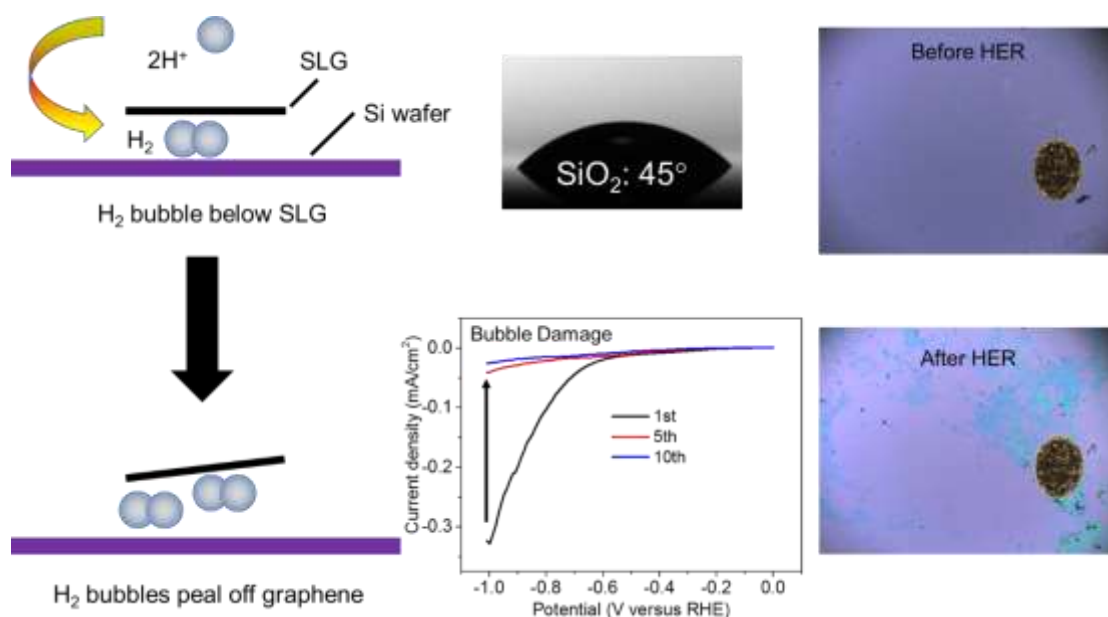 2H⁺
SLG
Si wafer
H₂
H₂ bubble below SLG
H₂ bubbles peal off graphene
SiO₂: 45°
Bubble Damage
Current density (mA/cm²)
0.0
-0.1
-0.2
-0.3
1st
5th
10th
-1.0 -0.8 -0.6 -0.4 -0.2 0.0
Potential (V versus RHE)
Before HER
After HER